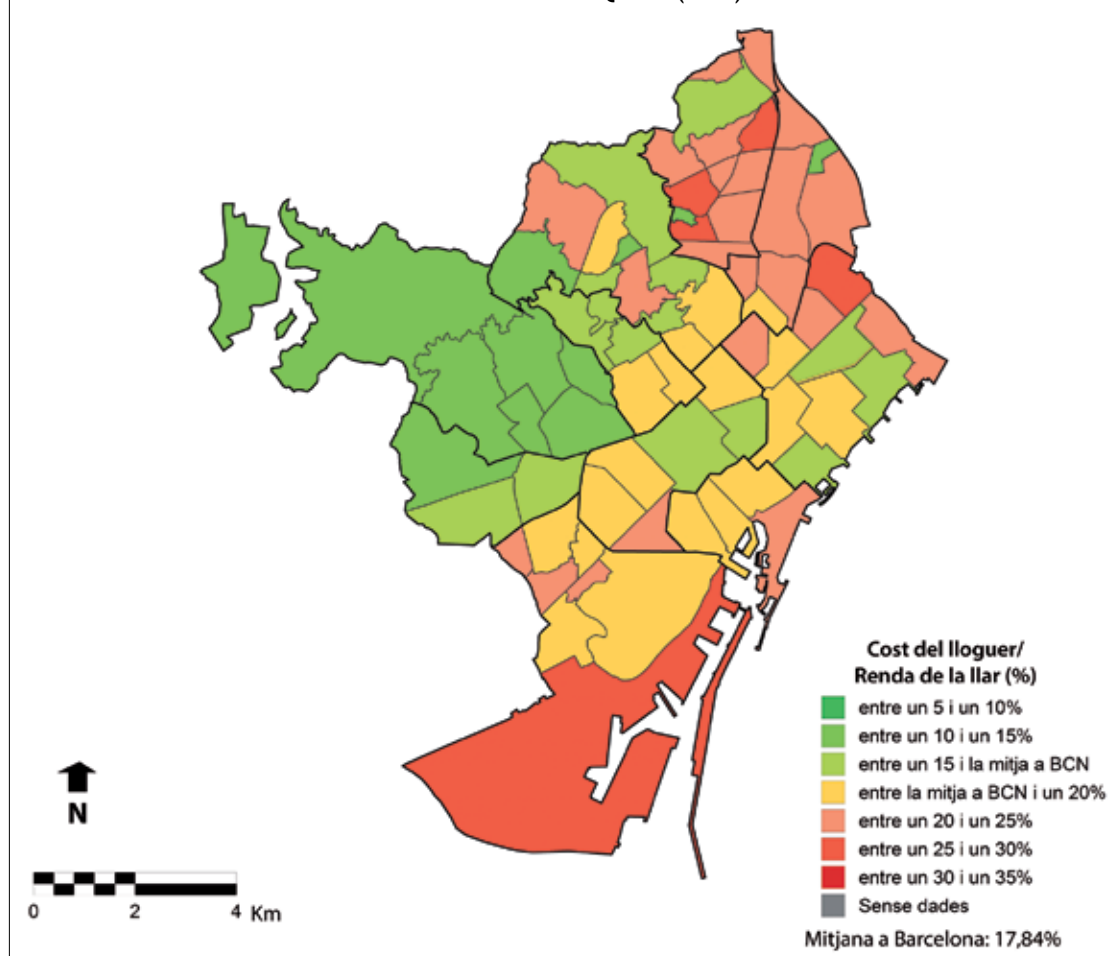 Cost del lloguer/
Renda de la llar (%)
entre un 5 i un 10%
entre un 10 i un 15%
entre un 15 i la mitja a BCN
entre la mitja a BCN i un 20%
entre un 20 i un 25%
entre un 25 i un 30%
entre un 30 i un 35%
Sense dades
Mitjana a Barcelona: 17,84%
N
0 2 4 Km